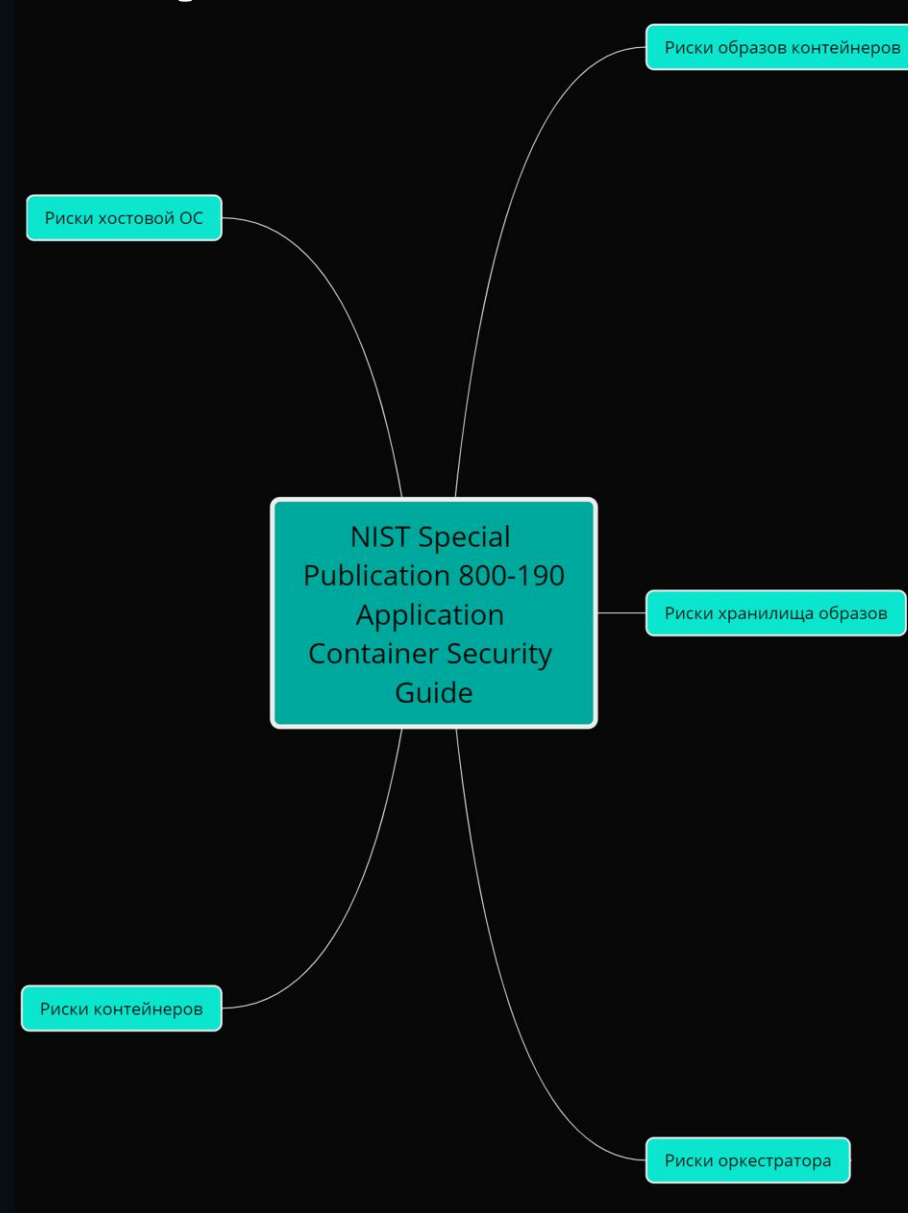 Риски образов контейнеров
Риски хостовой ОС
NIST Special
Publication 800-190
Application
Container Security
Guide
Риски хранилища образов
Риски контейнеров
Риски оркестратора